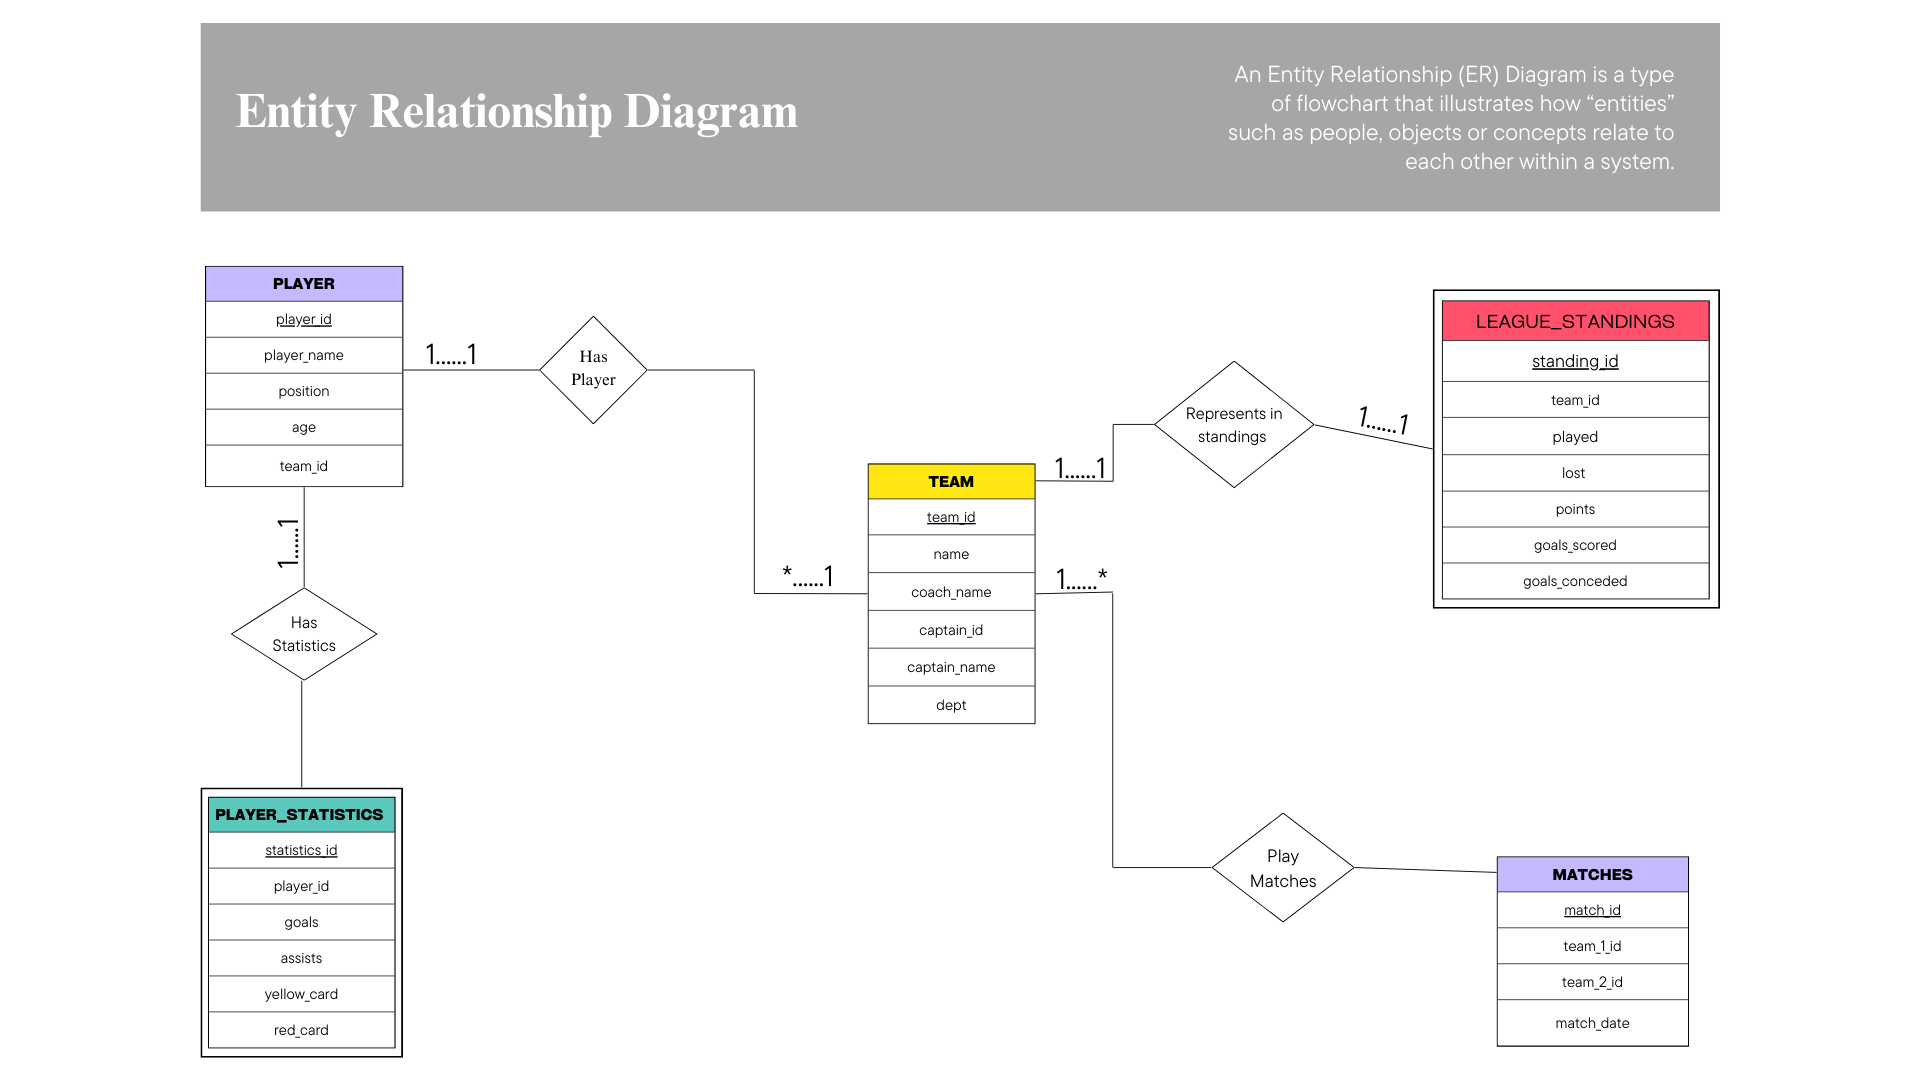 Entity Relationship Diagram
An Entity Relationship (ER) Diagram is a type
of flowchart that illustrates how “entities”
such as people, objects or concepts relate to
each other within a system.
PLAYER
player_id
player_name
position
age
team_id
1......1
Has
Player
*......1
1......1
Has
Statistics
PLAYER_STATISTICS
statistics_id
player_id
goals
assists
yellow_card
red_card
TEAM
team_id
name
coach_name
captain_id
captain_name
dept
1......1
Represents in
standings
1......1
LEAGUE_STANDINGS
standing_id
team_id
played
lost
points
goals_scored
goals_conceded
1......*
Play
Matches
MATCHES
match_id
team_1_id
team_2_id
match_date